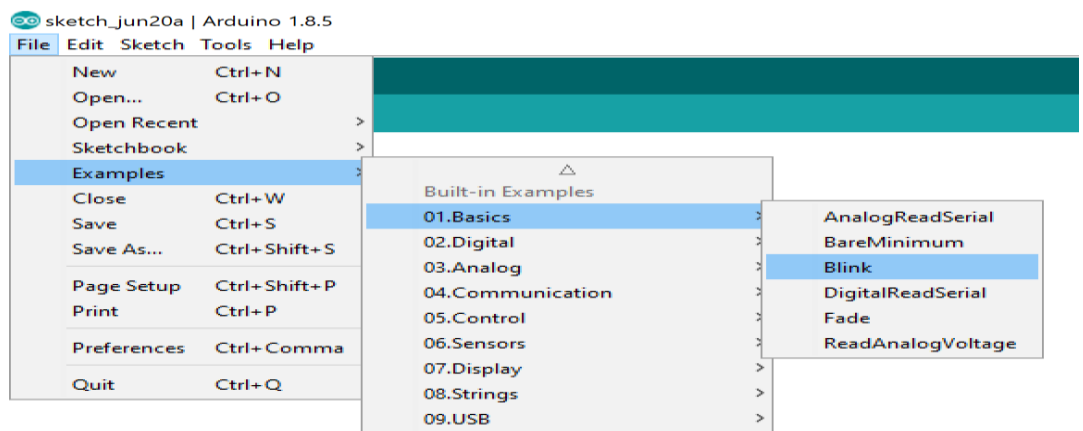 sketch_jun20a | Arduino 1.8.5
File Edit Sketch Tools Help
New Ctrl+N
Open... Ctrl+O
Open Recent >
Sketchbook >
Examples >
Close Ctrl+W
Save Ctrl+S
Save As... Ctrl+Shift+S
Page Setup Ctrl+Shift+P
Print Ctrl+P
Preferences Ctrl+Comma
Quit Ctrl+Q
Built-in Examples
01.Basics >
02.Digital >
03.Analog >
04.Communication >
05.Control >
06.Sensors >
07.Display >
08.Strings >
09.USB >
AnalogReadSerial
BareMinimum
Blink
DigitalReadSerial
Fade
ReadAnalogVoltage